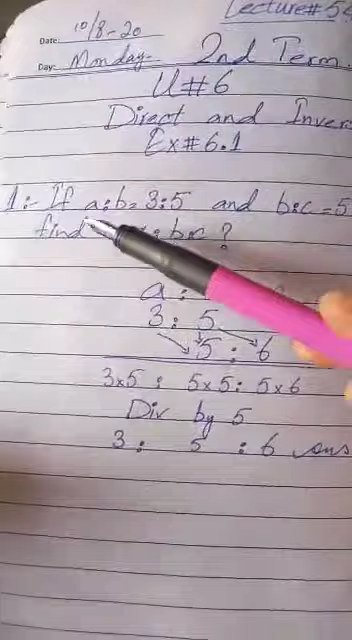 Lecture# 54
Date: 10/8-20
Day: Monday- 2nd Term
U#6
Direct and Inver
Ex#6.1
1:- If a:b= 3:5 and b:c = 5
find : b:c ?
a :
3 : 5
5 : 6
3x5 : 5x5 : 5x6
Div by 5
3 : 5 : 6 ans